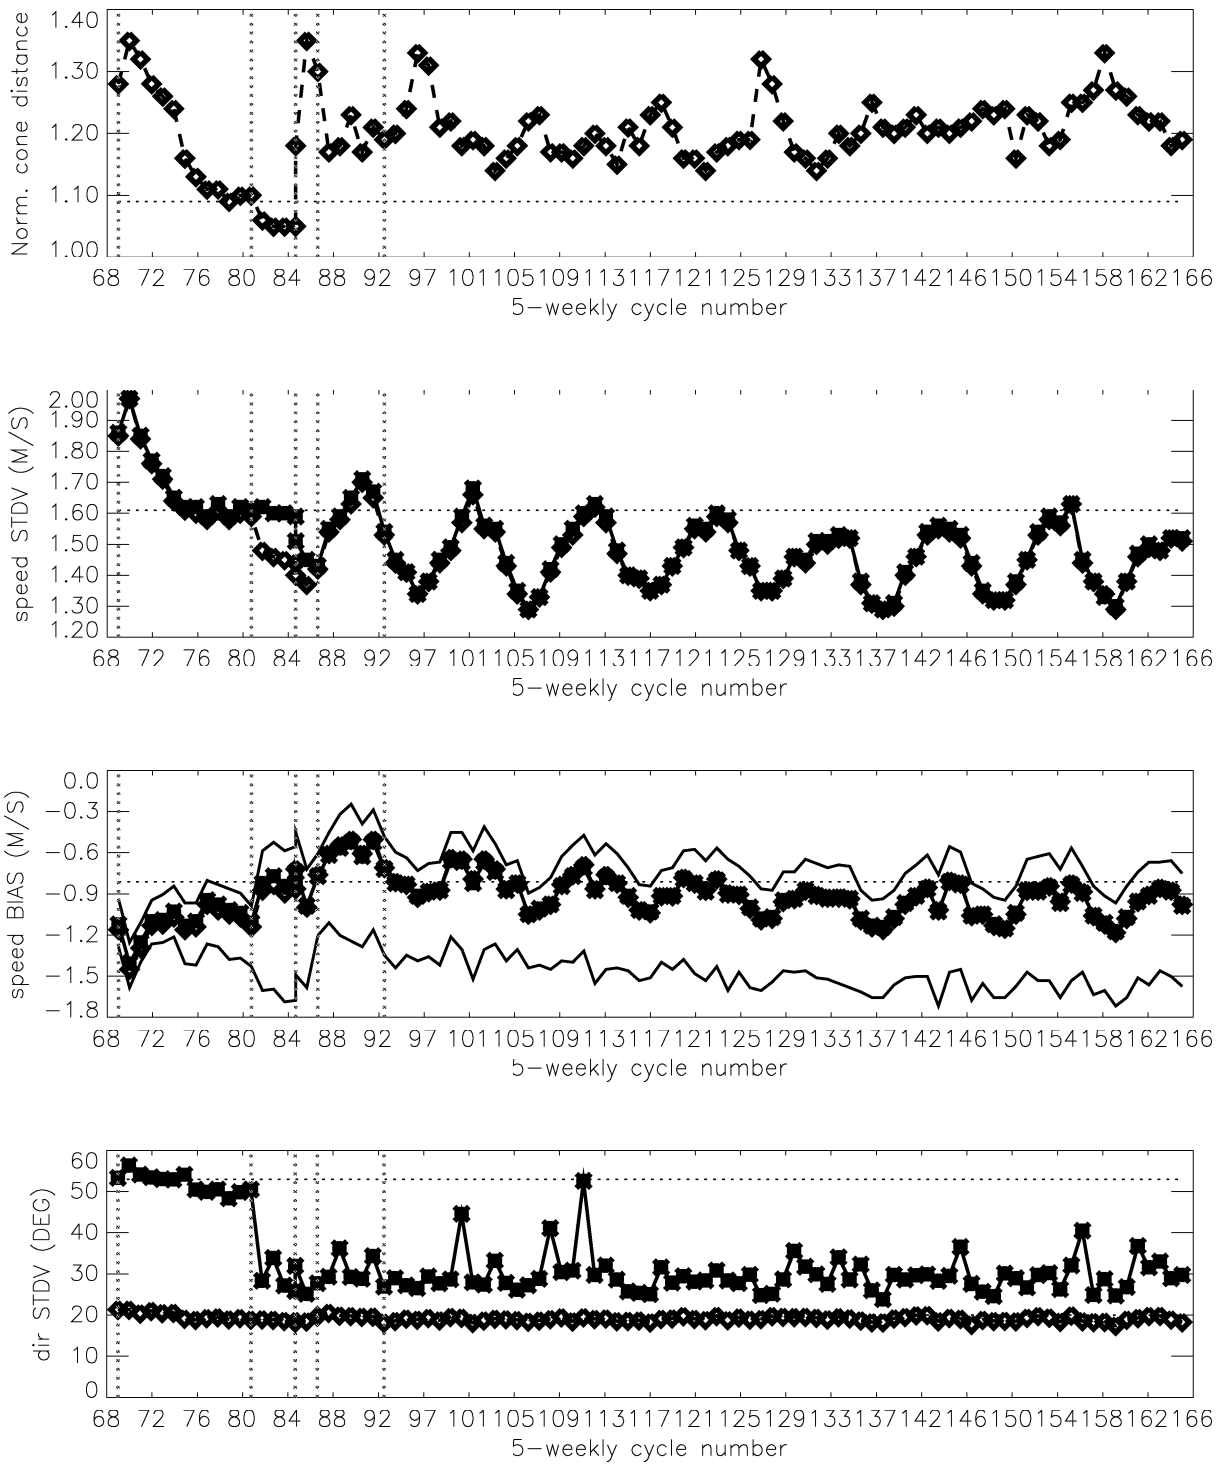 Norm. cone distance
1.40
1.30
1.20
1.10
1.00
68 72 76 80 84 88 92 97 101 105 109 113 117 121 125 129 133 137 142 146 150 154 158 162 166
5-weekly cycle number
speed STDV (M/S)
2.00
1.90
1.80
1.70
1.60
1.50
1.40
1.30
1.20
68 72 76 80 84 88 92 97 101 105 109 113 117 121 125 129 133 137 142 146 150 154 158 162 166
5-weekly cycle number
speed BIAS (M/S)
0.0
-0.3
-0.6
-0.9
-1.2
-1.5
-1.8
68 72 76 80 84 88 92 97 101 105 109 113 117 121 125 129 133 137 142 146 150 154 158 162 166
5-weekly cycle number
dir STDV (DEG)
60
50
40
30
20
10
0
68 72 76 80 84 88 92 97 101 105 109 113 117 121 125 129 133 137 142 146 150 154 158 162 166
5-weekly cycle number